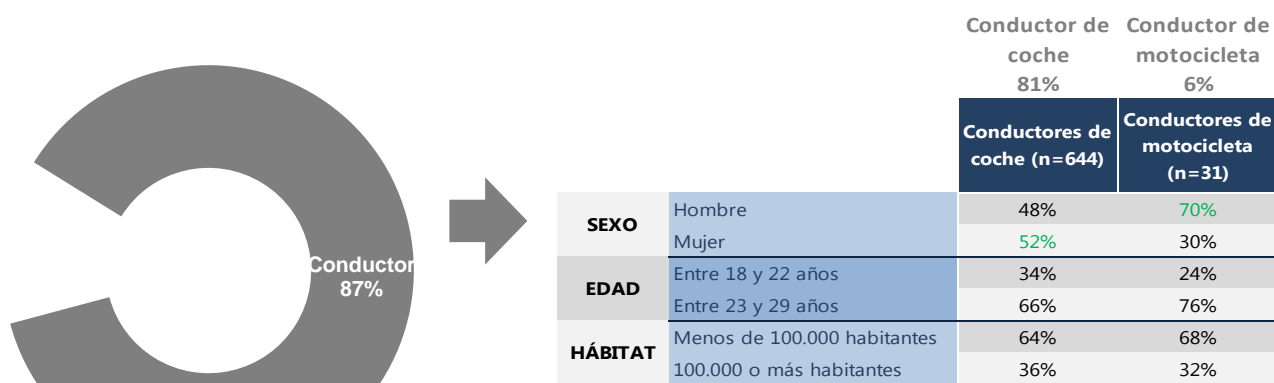 Conductor de Conductor de
coche motocicleta
81% 6%
Conductores de coche (n=644) Conductores de motocicleta (n=31)
Conductor
87%
SEXO Hombre 48% 70%
Mujer 52% 30%
EDAD Entre 18 y 22 años 34% 24%
Entre 23 y 29 años 66% 76%
HÁBITAT Menos de 100.000 habitantes 64% 68%
100.000 o más habitantes 36% 32%